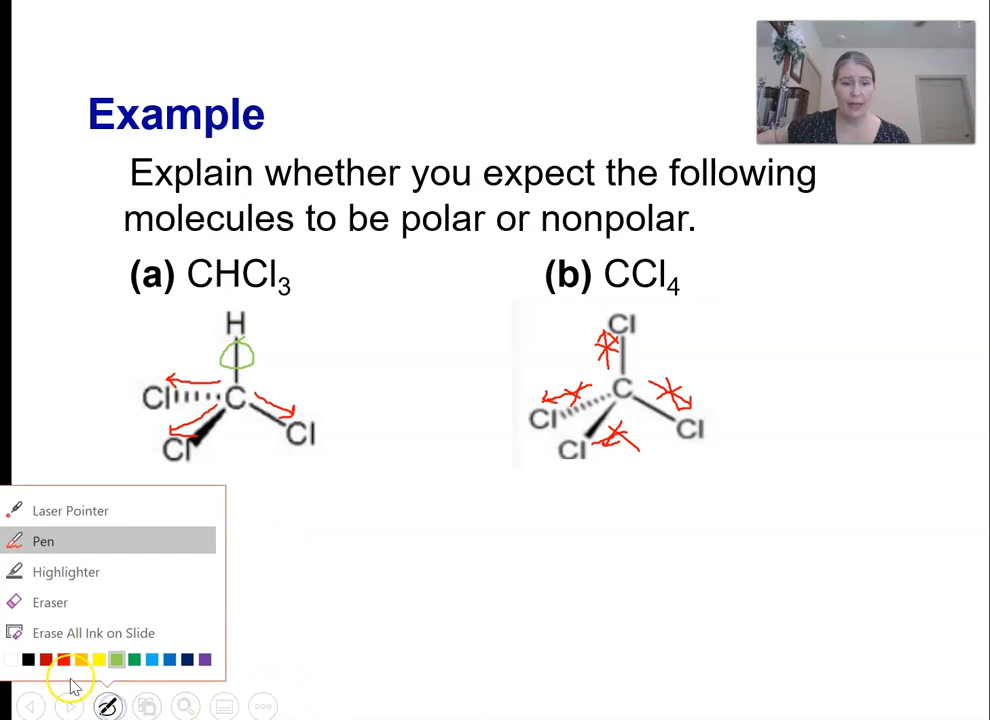 Example
Explain whether you expect the following
molecules to be polar or nonpolar.
(a) CHCl3
(b) CCl4
H
Cl C
Cl
Cl
Cl
C
Cl
Cl
Cl
Laser Pointer
Pen
Highlighter
Eraser
Erase All Ink on Slide